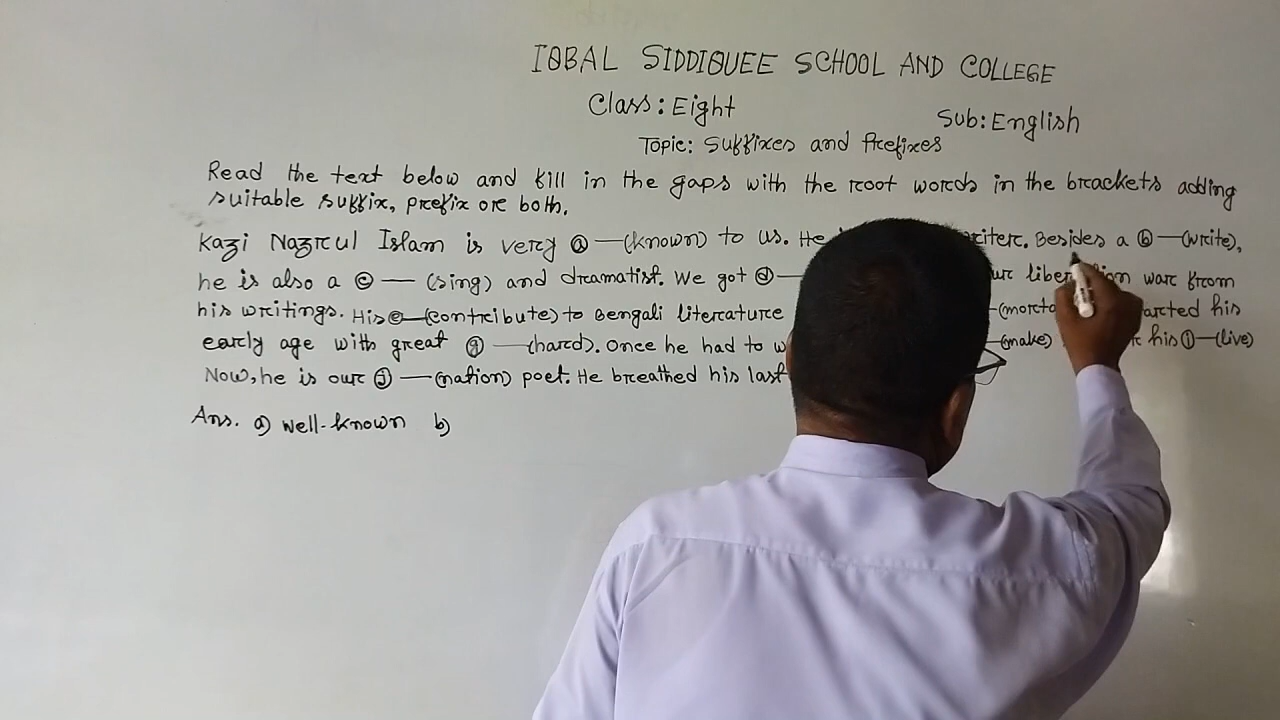 IQBAL SIDDIQUEE SCHOOL AND COLLEGE
Class: Eight
Sub: English
Topic: Suffixes and Prefixes
Read the text below and fill in the gaps with the root words in the brackets adding
suitable suffix, prefix or both.
Kazi Nazrul Islam is very ⓐ —(known) to us. He Besides a ⓑ—(write),
he is also a ⓒ — (sing) and dramatist. We got ⓓ— war from
his writings. His ⓔ—(contribute) to Bengali literature his
early age with great ⓖ —(hard). Once he had to —(make) his ⓘ—(live)
Now, he is our ⓙ —(nation) poet. He breathed his last
Ans. a) well-known b)